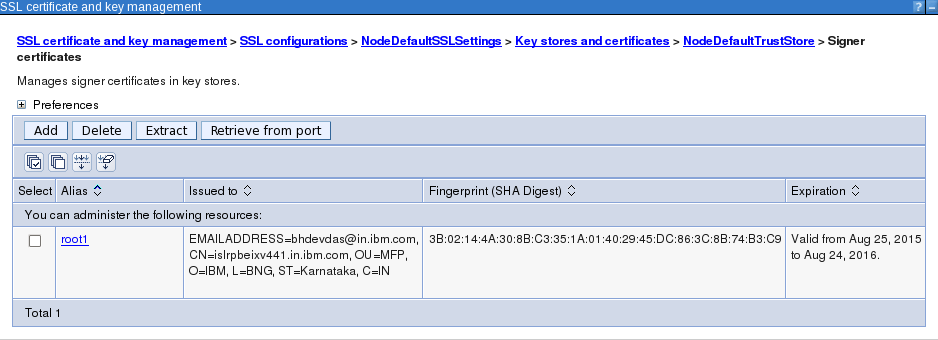 SSL certificate and key management ? –
SSL certificate and key management > SSL configurations > NodeDefaultSSLSettings > Key stores and certificates > NodeDefaultTrustStore > Signer
certificates
Manages signer certificates in key stores.
Preferences
Add Delete Extract Retrieve from port
Select Alias Issued to Fingerprint (SHA Digest) Expiration
You can administer the following resources:
root1 EMAILADDRESS=bhdevdas@in.ibm.com, 3B:02:14:4A:30:8B:C3:35:1A:01:40:29:45:DC:86:3C:8B:74:B3:C9 Valid from Aug 25, 2015
CN=islrpbeixv441.in.ibm.com, OU=MFP, to Aug 24, 2016.
O=IBM, L=BNG, ST=Karnataka, C=IN
Total 1